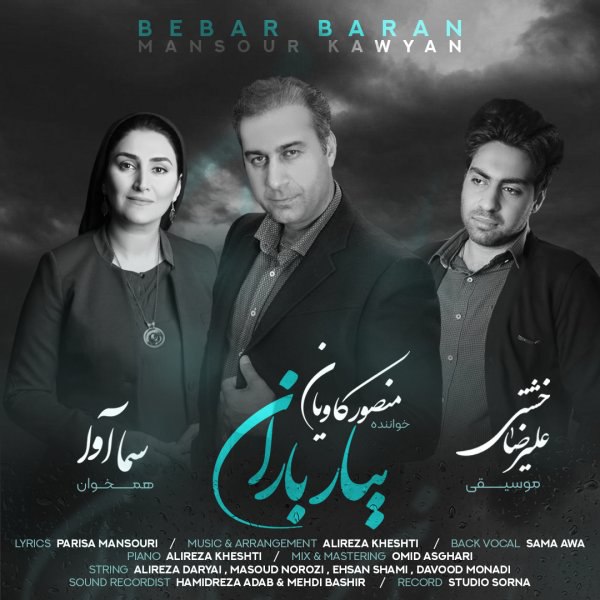 BEBAR BARAN
MANSOUR KAWYAN
منصور کاویان
خواننده
ببار باران
سما آوا
همخوان
علیرضا خشتی
موسیقی
LYRICS PARISA MANSOURI / MUSIC & ARRANGEMENT ALIREZA KHESHTI / BACK VOCAL SAMA AWA
PIANO ALIREZA KHESHTI / MIX & MASTERING OMID ASGHARI
STRING ALIREZA DARYAI , MASOUD NOROZI , EHSAN SHAMI , DAVOOD MONADI
SOUND RECORDIST HAMIDREZA ADAB & MEHDI BASHIR / RECORD STUDIO SORNA